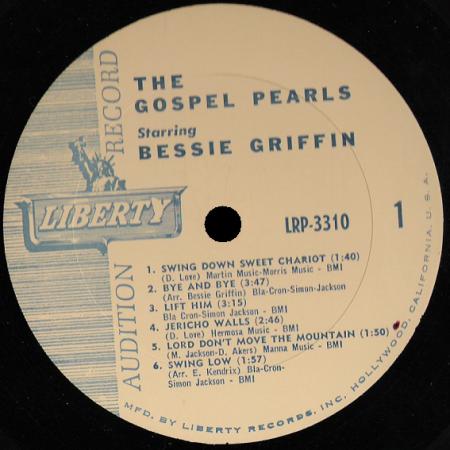 THE
GOSPEL PEARLS
Starring
BESSIE GRIFFIN
AUDITION RECORD
LIBERTY
LRP-3310
1
1. SWING DOWN SWEET CHARIOT (1:40)
(D. Love) Martin Music-Morris Music - BMI
2. BYE AND BYE (3:47)
(Arr. Bessie Griffin) Bla-Cron-Simon-Jackson
- BMI
3. LIFT HIM (3:15)
Bla Cron-Simon Jackson - BMI
4. JERICHO WALLS (2:46)
(D. Love) Hermosa Music - BMI
5. LORD DON'T MOVE THE MOUNTAIN (1:50)
(M. Jackson-D. Akers) Manna Music - BMI
6. SWING LOW (1:57)
(Arr. E. Kendrix) Bla-Cron-
Simon Jackson - BMI
MFD. BY LIBERTY RECORDS, INC. HOLLYWOOD, CALIFORNIA, U. S. A.